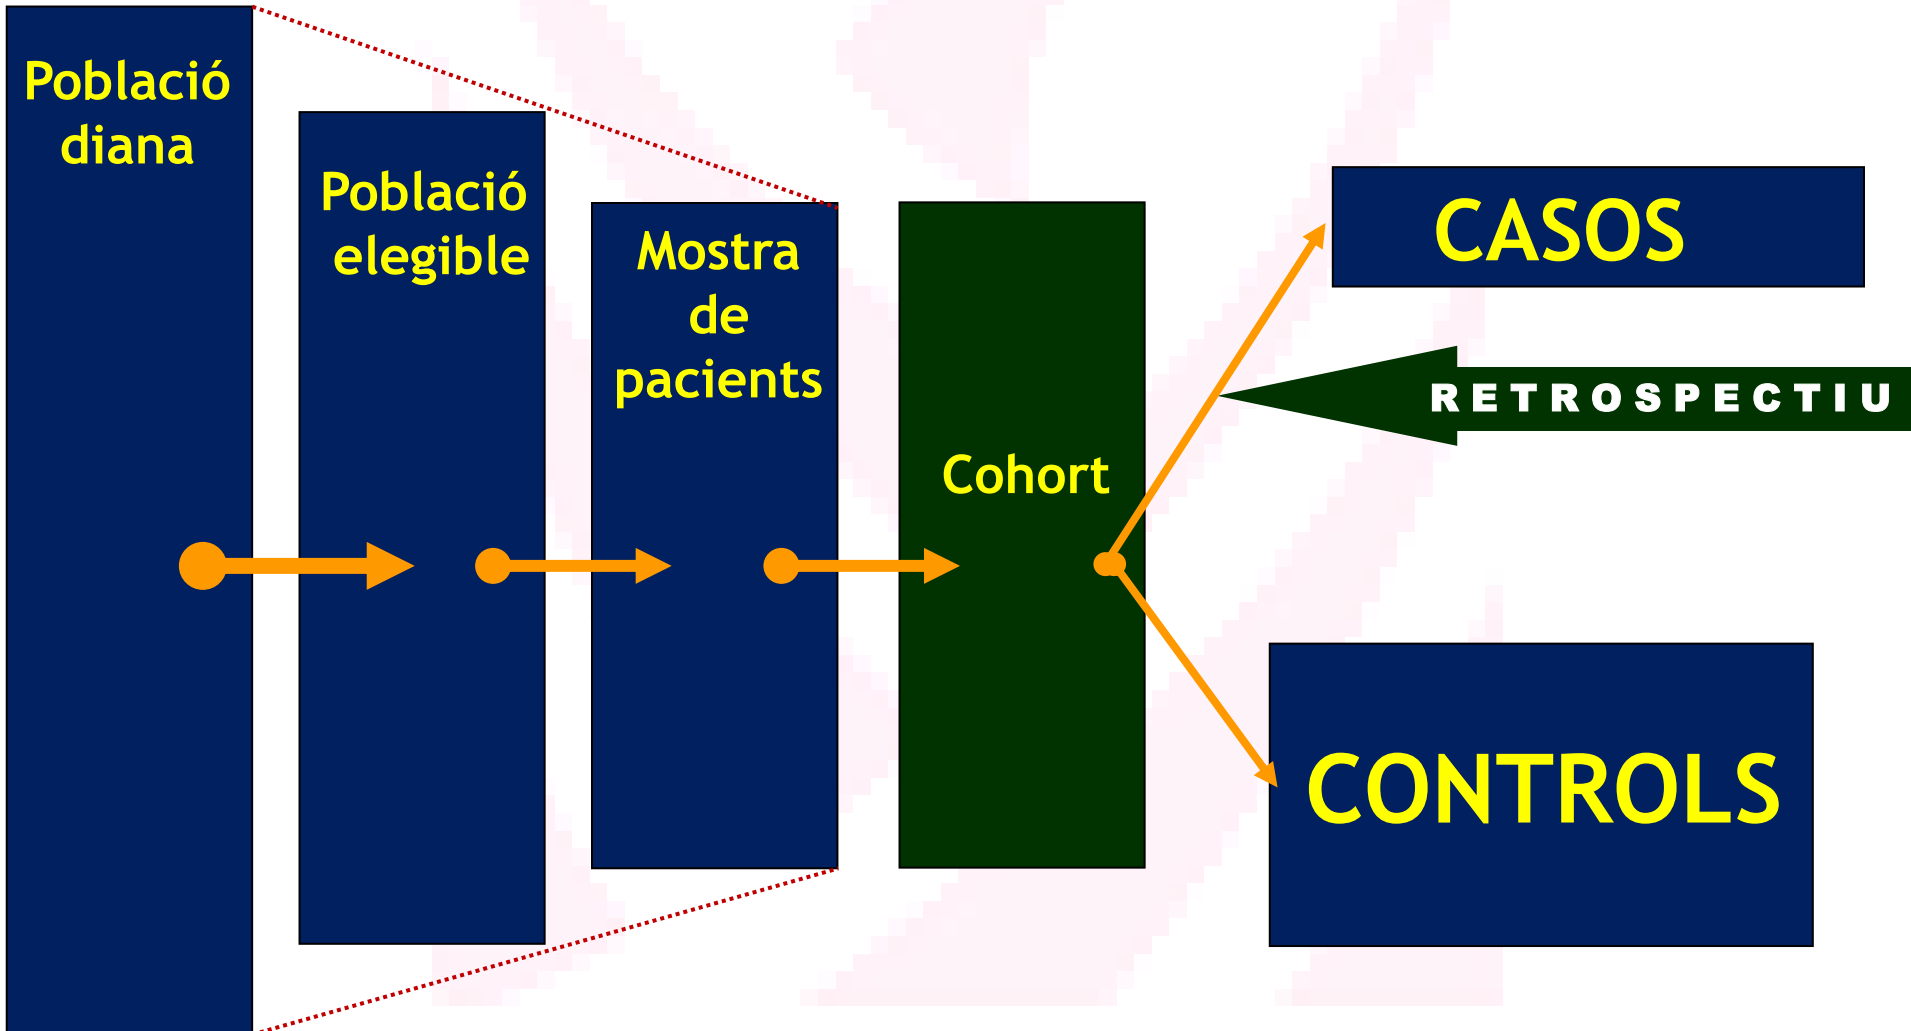 Població
diana
Població
elegible
Mostra
de
pacients
Cohort
CASOS
RETROSPECTIU
CONTROLS